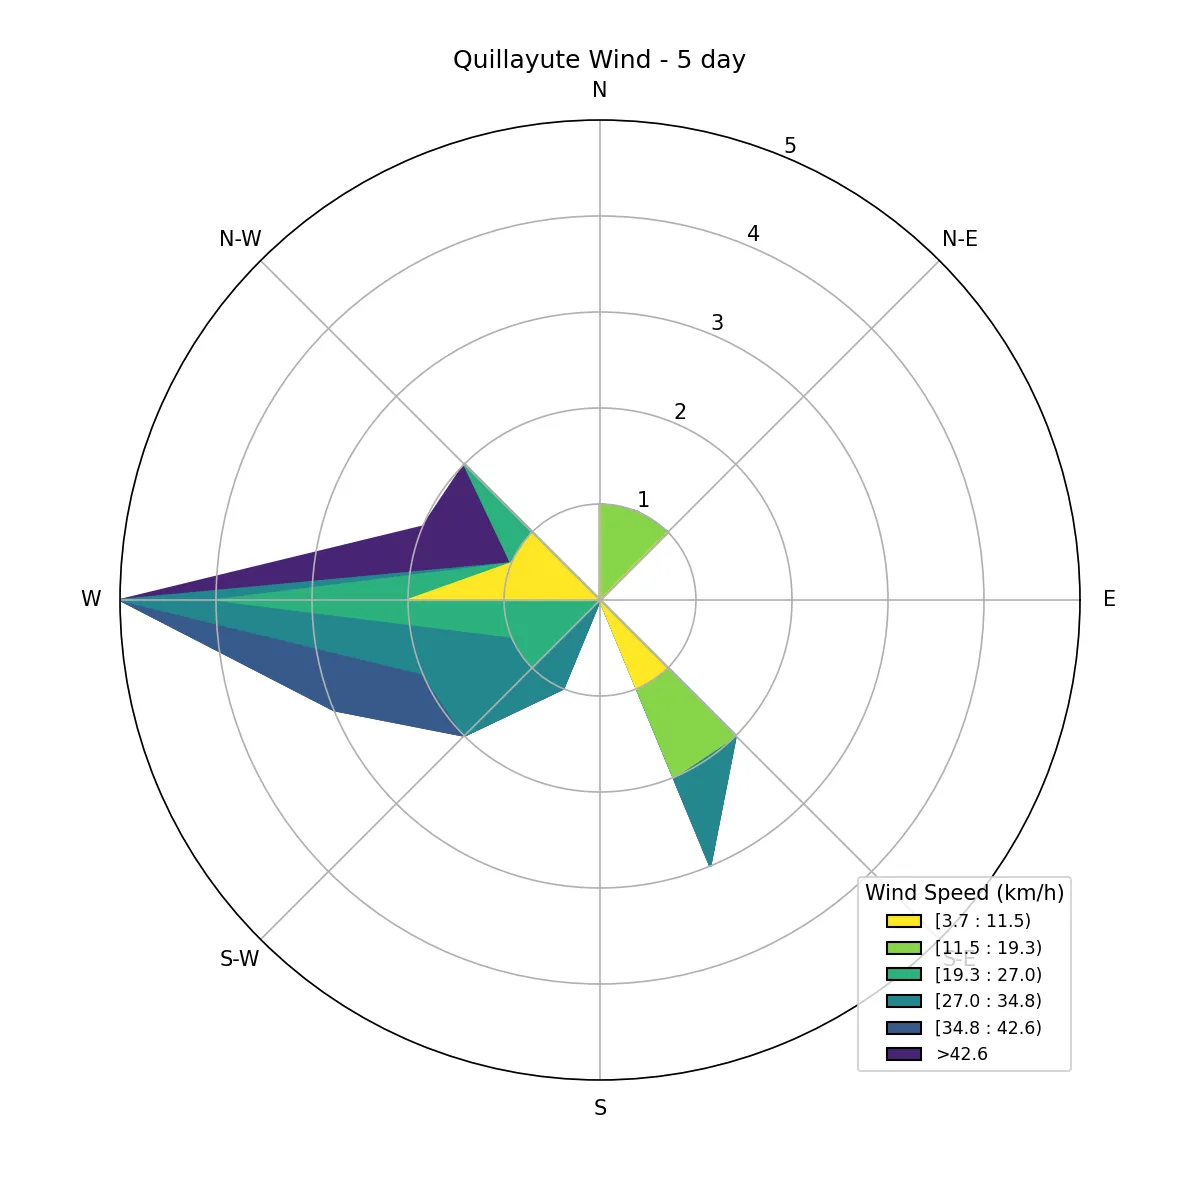 Quillayute Wind - 5 day
N
5
N-W
4
N-E
3
2
1
W
E
Wind Speed (km/h)
[3.7 : 11.5)
[11.5 : 19.3)
S-W
S-E
[19.3 : 27.0)
[27.0 : 34.8)
[34.8 : 42.6)
>42.6
S